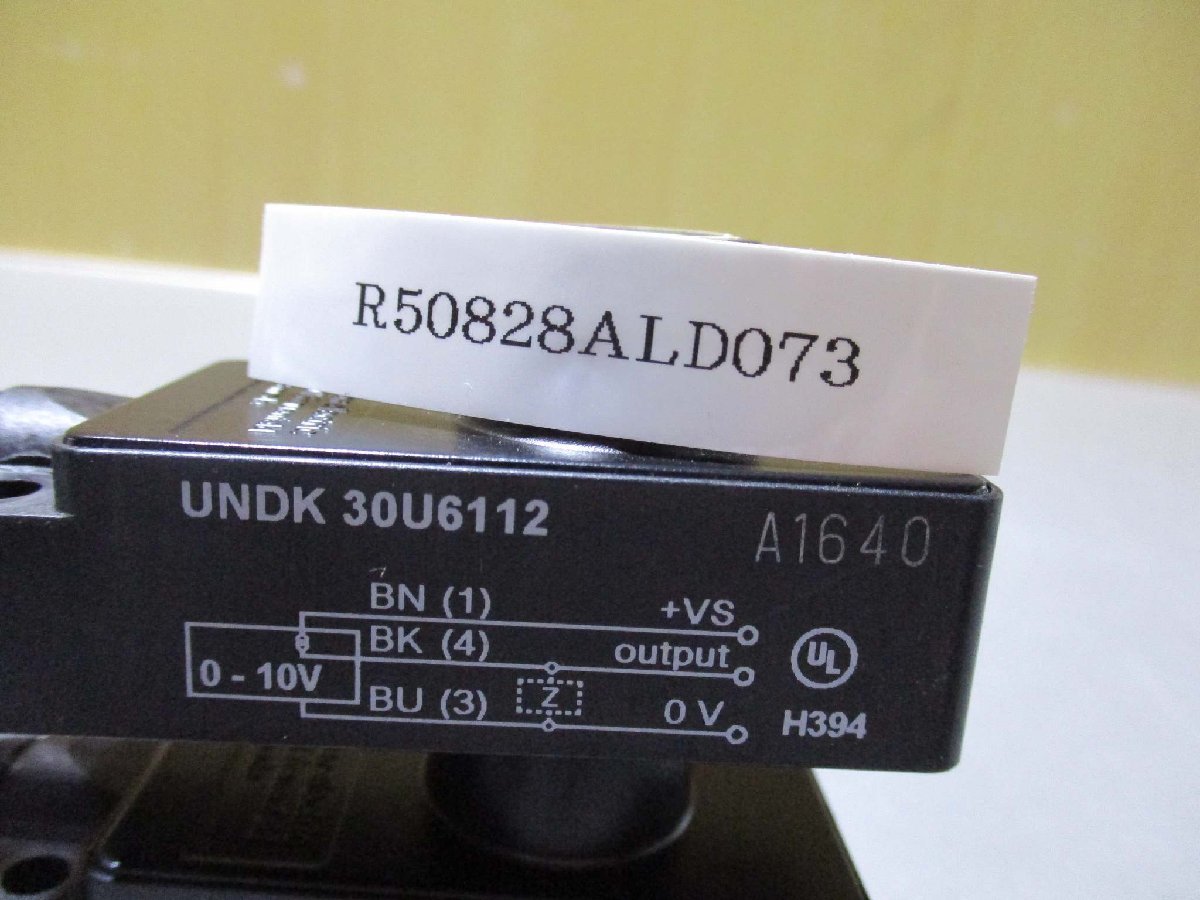 R50828ALD073
UNDK 30U6112
A1640
BN (1)
+VS
BK (4)
output
0 - 10V
BU (3)
Z
0 V
UL
H394